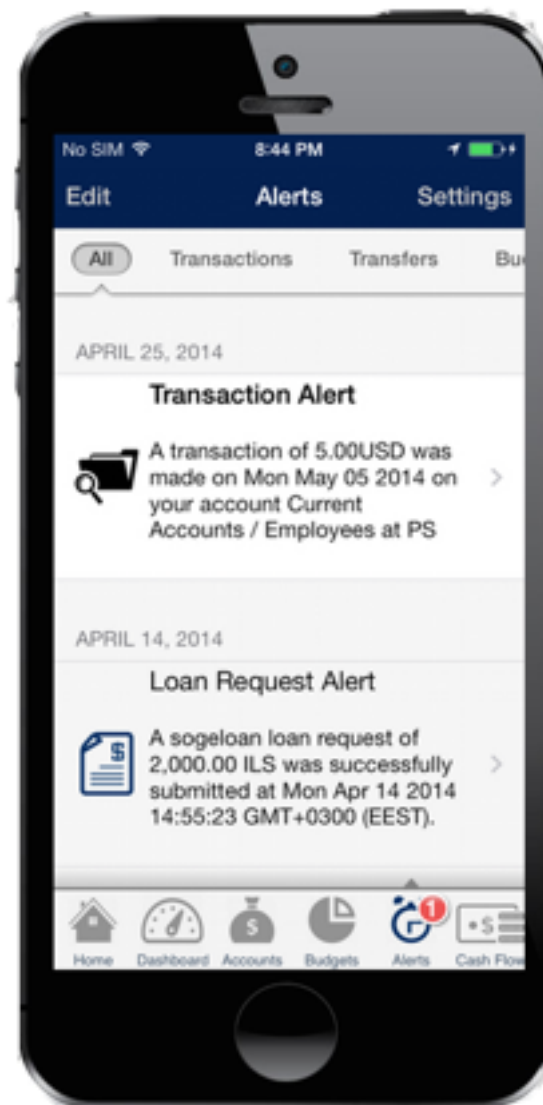 No SIM 8:44 PM
Edit Alerts Settings
All Transactions Transfers Bu
APRIL 25, 2014
Transaction Alert
A transaction of 5.00USD was
made on Mon May 05 2014 on
your account Current
Accounts / Employees at PS
APRIL 14, 2014
Loan Request Alert
$
A sogeloan loan request of
2,000.00 ILS was successfully
submitted at Mon Apr 14 2014
14:55:23 GMT+0300 (EEST).
$ 1 $
Home Dashboard Accounts Budgets Alerts Cash Flow